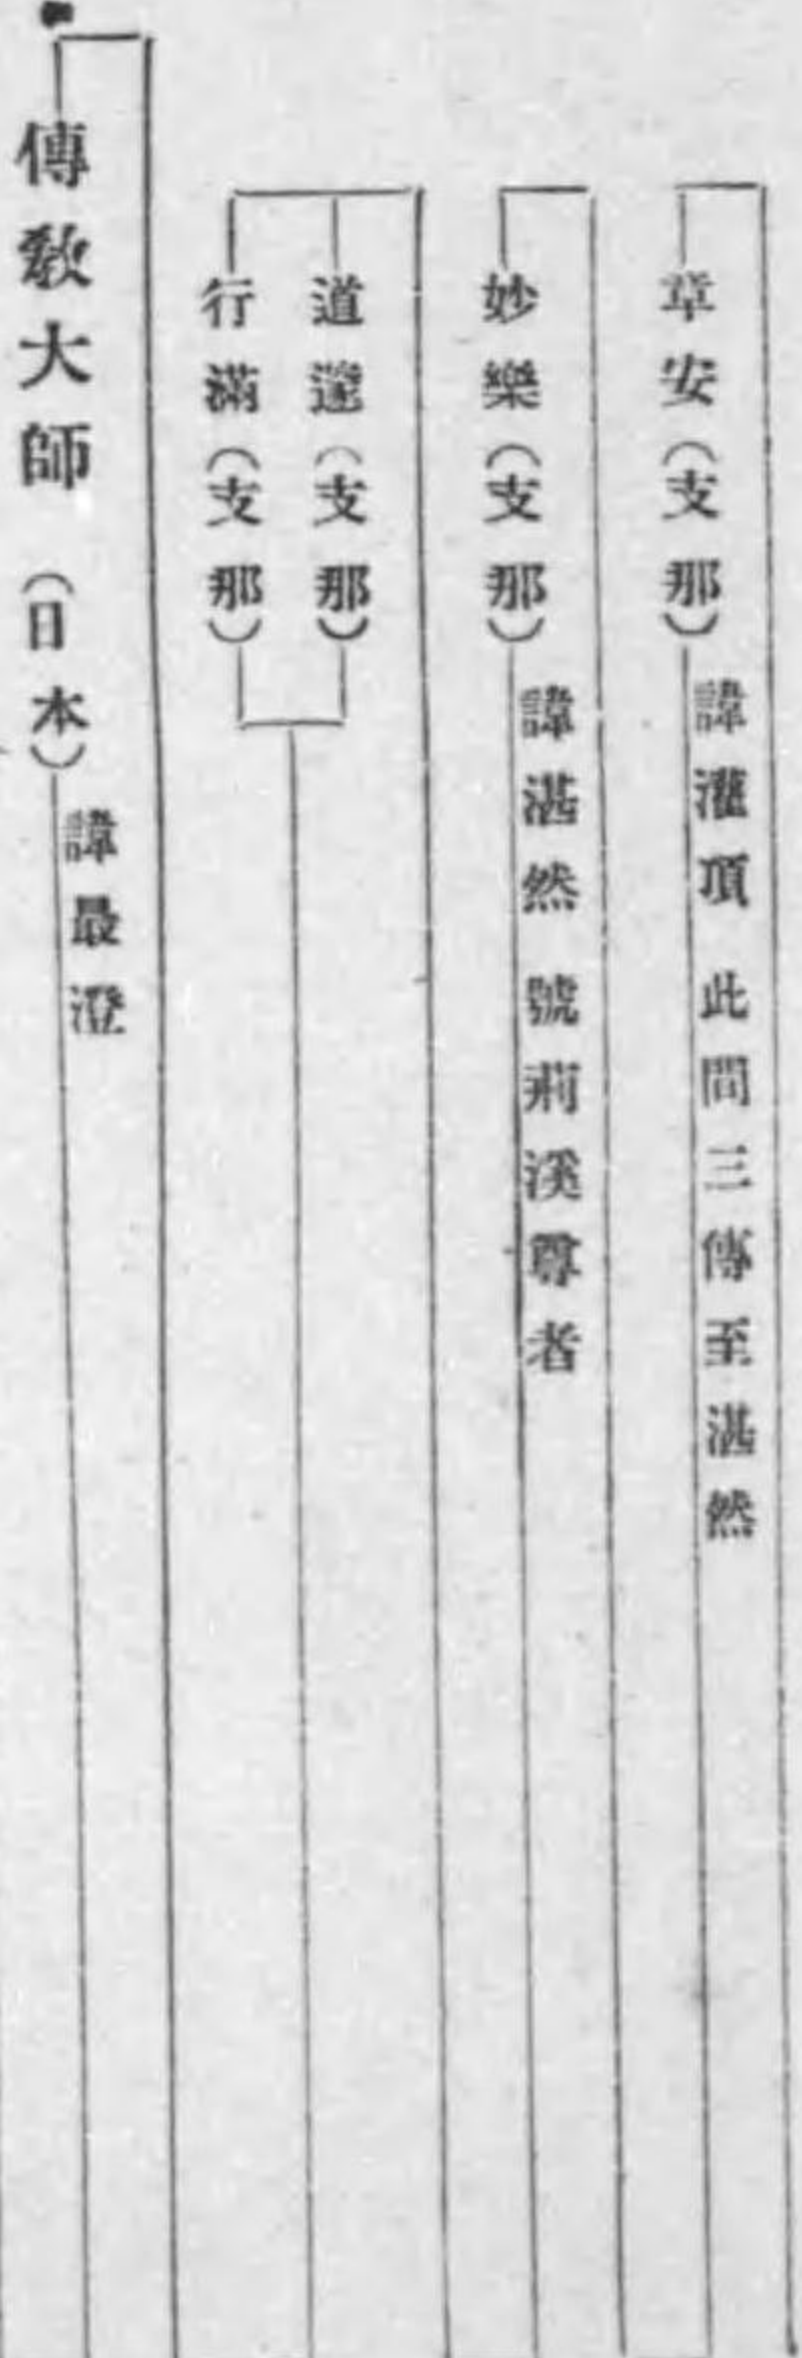 章安(支那)
諱灌頂 此間三傳至湛然
妙樂(支那)
諱湛然 號荊溪尊者
道邃(支那)
行滿(支那)
傳敎大師 (日本)
諱最澄